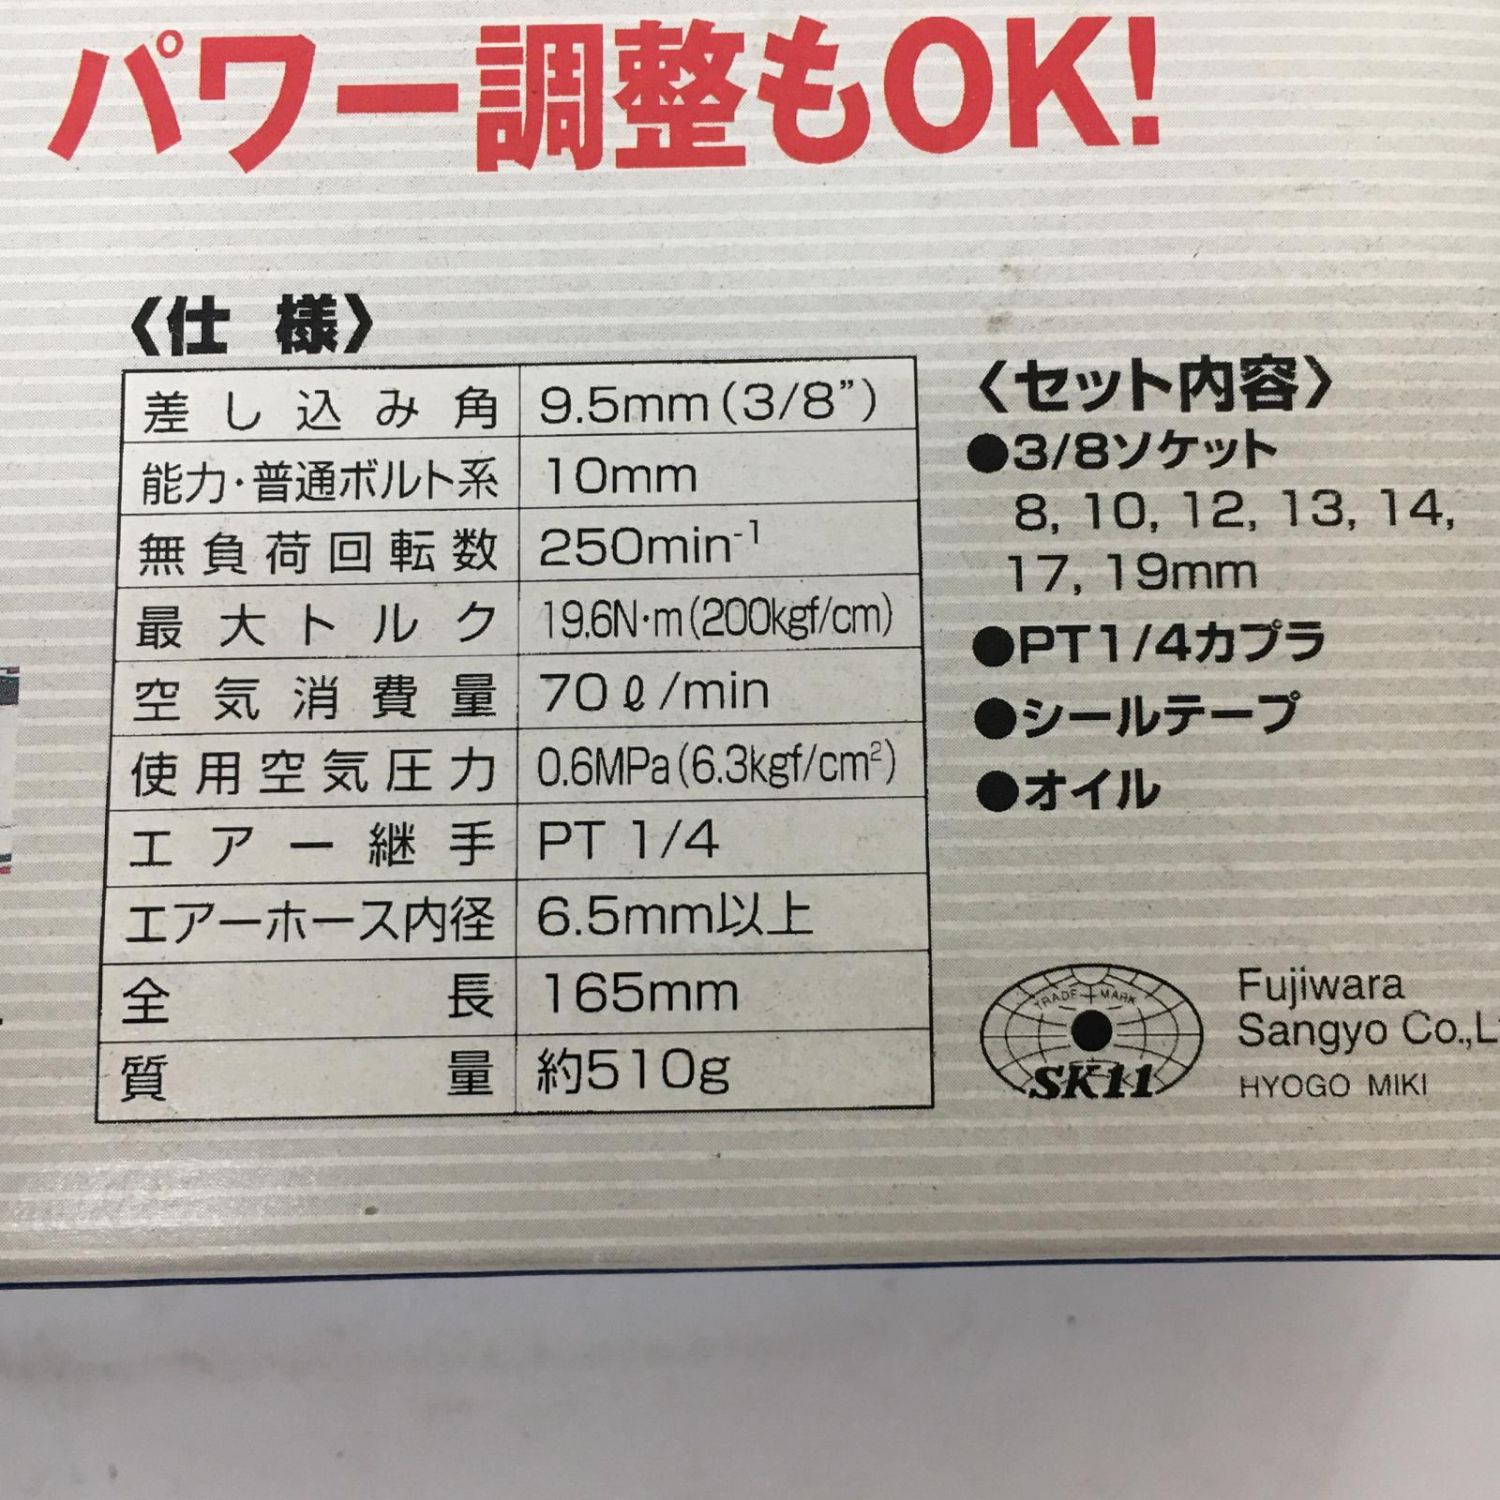 パワー調整もOK!
〈仕 様〉
差し込み角 9.5mm(3/8”)
能力・普通ボルト系 10mm
無負荷回転数 250min-1
最大トルク 19.6N・m(200kgf/cm)
空気消費量 70ℓ/min
使用空気圧力 0.6MPa(6.3kgf/cm²)
エアー継手 PT 1/4
エアーホース内径 6.5mm以上
全長 165mm
質量 約510g
〈セット内容〉
●3/8ソケット
8, 10, 12, 13, 14,
17, 19mm
●PT1/4カプラ
●シールテープ
●オイル
TRADE MARK
SK11
Fujiwara
Sangyo Co.,L
HYOGO MIKI